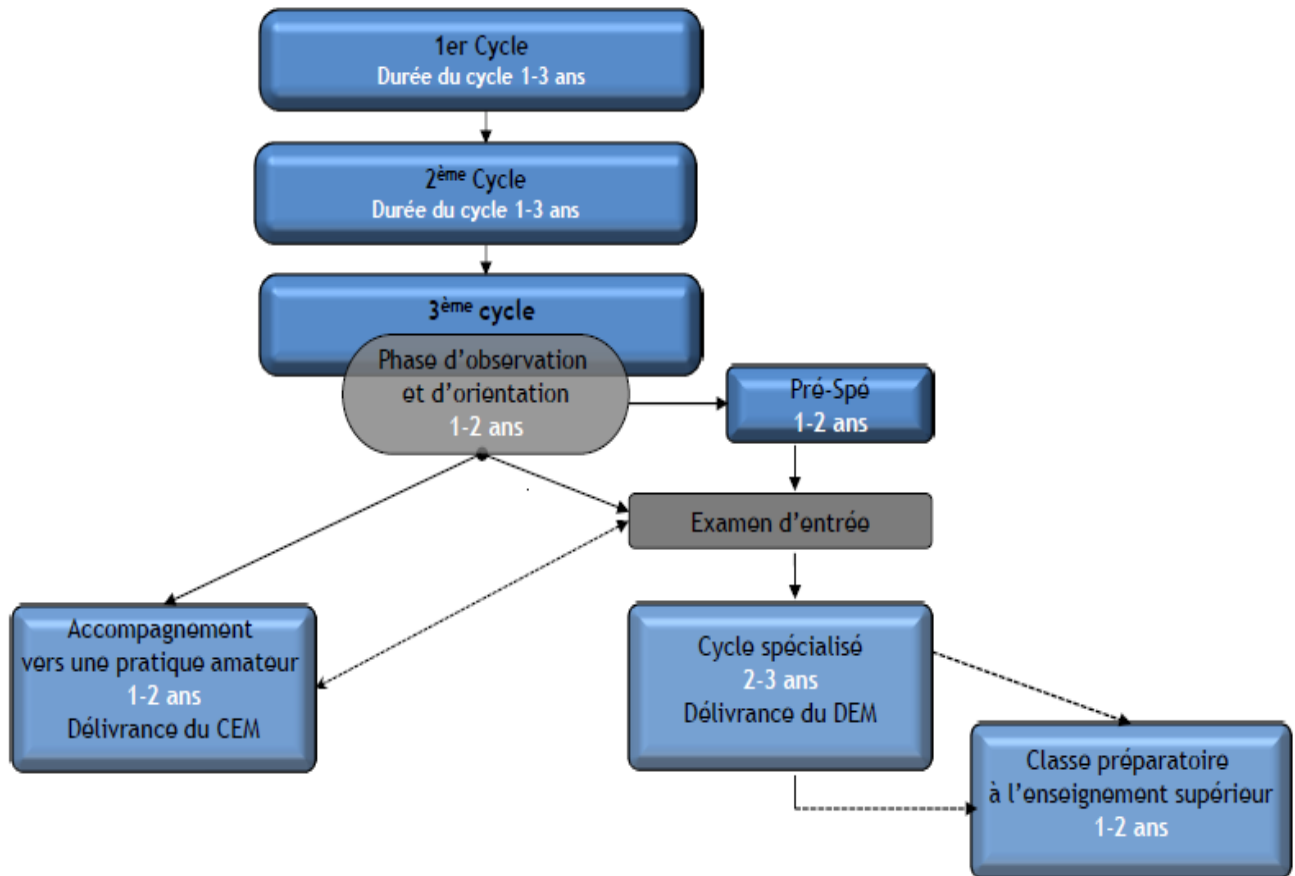 1er Cycle
Durée du cycle 1-3 ans
2ème Cycle
Durée du cycle 1-3 ans
3ème cycle
Phase d'observation
et d'orientation
1-2 ans
Pré-Spé
1-2 ans
Examen d'entrée
Accompagnement
vers une pratique amateur
1-2 ans
Délivrance du CEM
Cycle spécialisé
2-3 ans
Délivrance du DEM
Classe préparatoire
à l'enseignement supérieur
1-2 ans